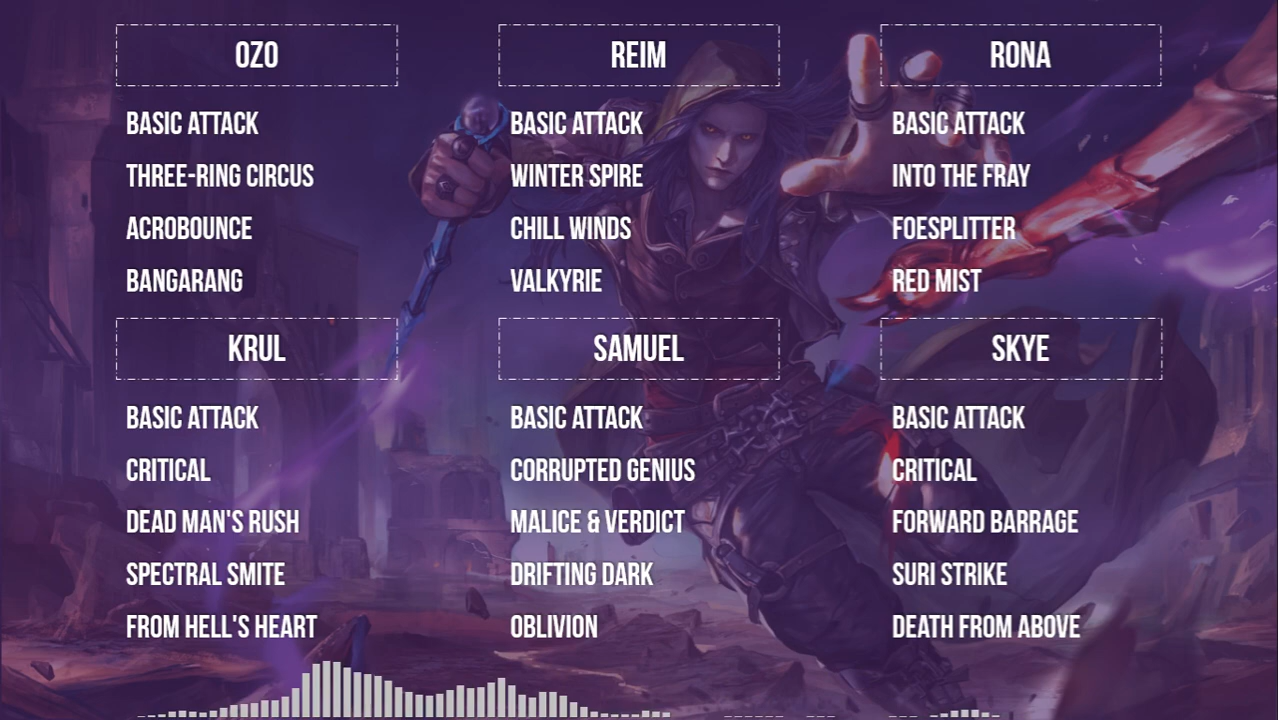 OZO
BASIC ATTACK
THREE-RING CIRCUS
ACROBOUNCE
BANGARANG
REIM
BASIC ATTACK
WINTER SPIRE
CHILL WINDS
VALKYRIE
RONA
BASIC ATTACK
INTO THE FRAY
FOESPLITTER
RED MIST
KRUL
BASIC ATTACK
CRITICAL
DEAD MAN'S RUSH
SPECTRAL SMITE
FROM HELL'S HEART
SAMUEL
BASIC ATTACK
CORRUPTED GENIUS
MALICE & VERDICT
DRIFTING DARK
OBLIVION
SKYE
BASIC ATTACK
CRITICAL
FORWARD BARRAGE
SURI STRIKE
DEATH FROM ABOVE